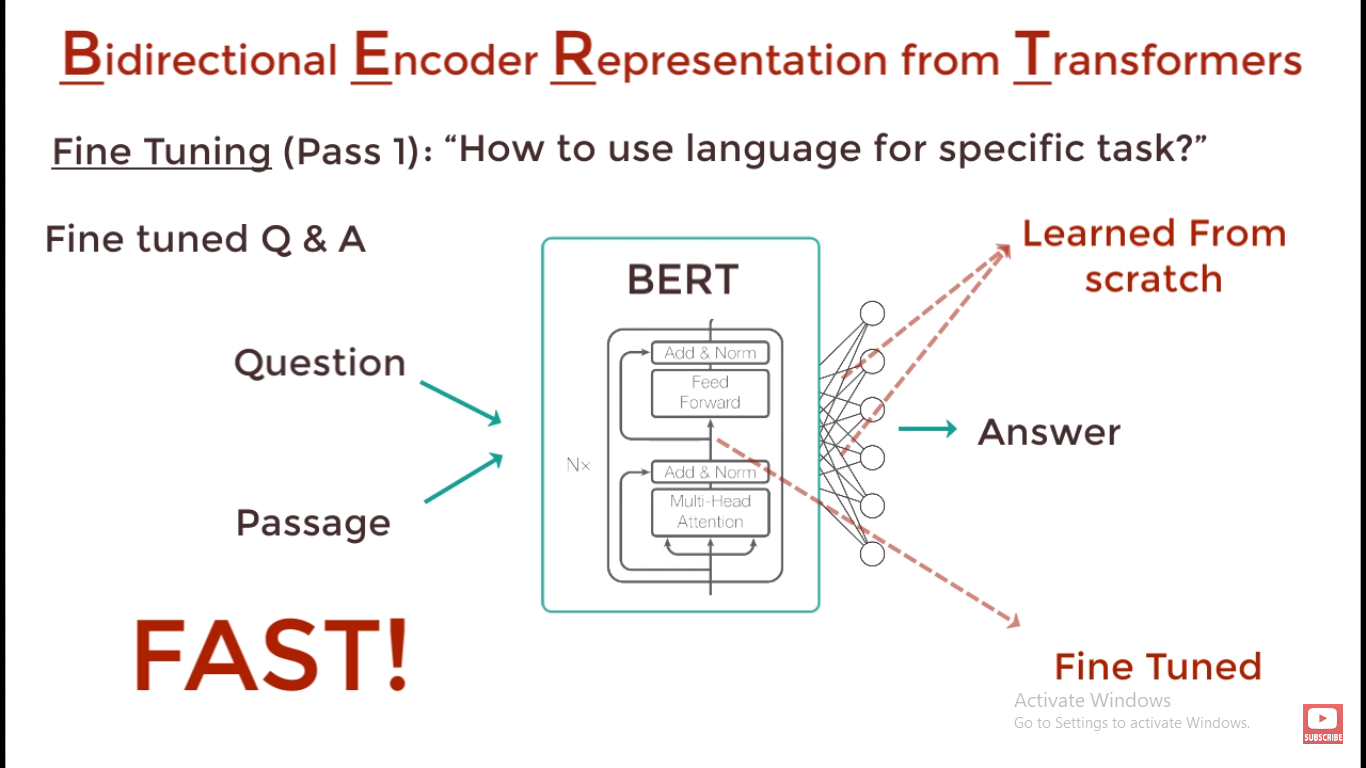 Bidirectional Encoder Representation from Transformers
Fine Tuning (Pass 1): “How to use language for specific task?”
Fine tuned Q & A
Learned From
scratch
BERT
Question
Add & Norm
Feed
Forward
Answer
Nx
Add & Norm
Multi-Head
Attention
Passage
FAST!
Fine Tuned
Activate Windows
Go to Settings to activate Windows.
SUBSCRIBE